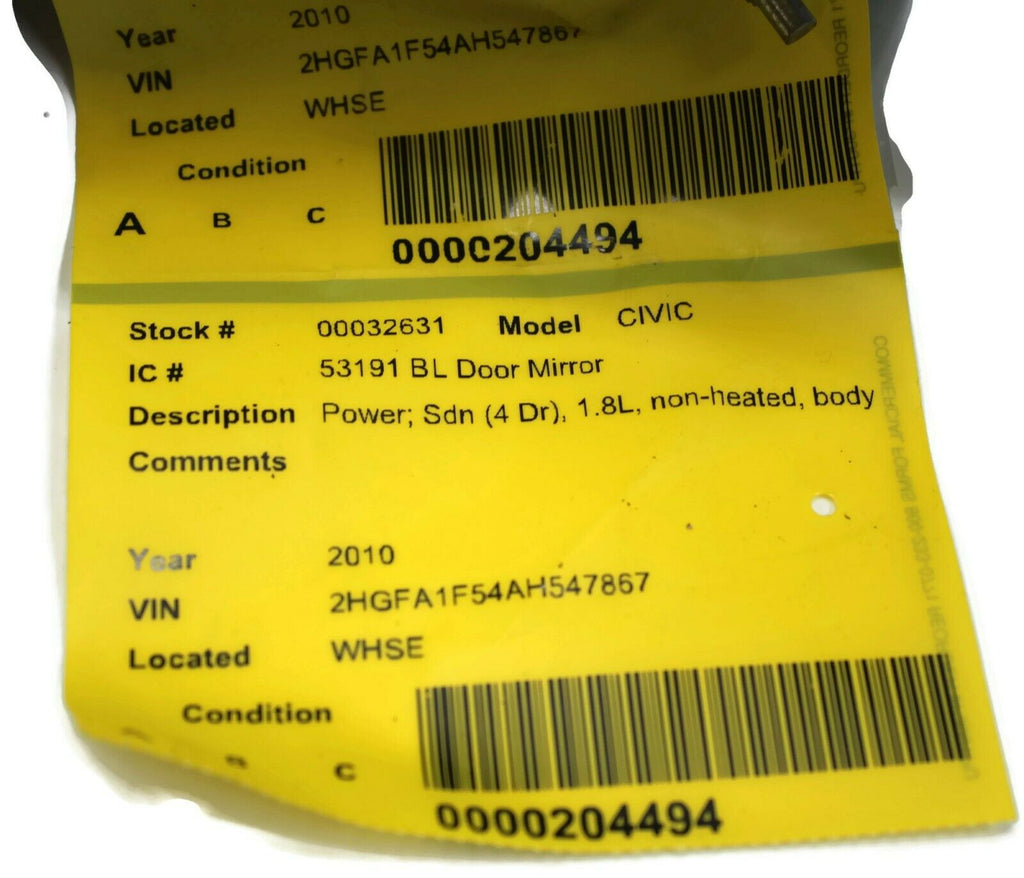 Year 2010
VIN 2HGFA1F54AH547867
Located WHSE
Condition
A B C
0000204494
Stock # 00032631 Model CIVIC
IC # 53191 BL Door Mirror
Description Power; Sdn (4 Dr), 1.8L, non-heated, body
Comments
Year 2010
VIN 2HGFA1F54AH547867
Located WHSE
Condition
B C
0000204494